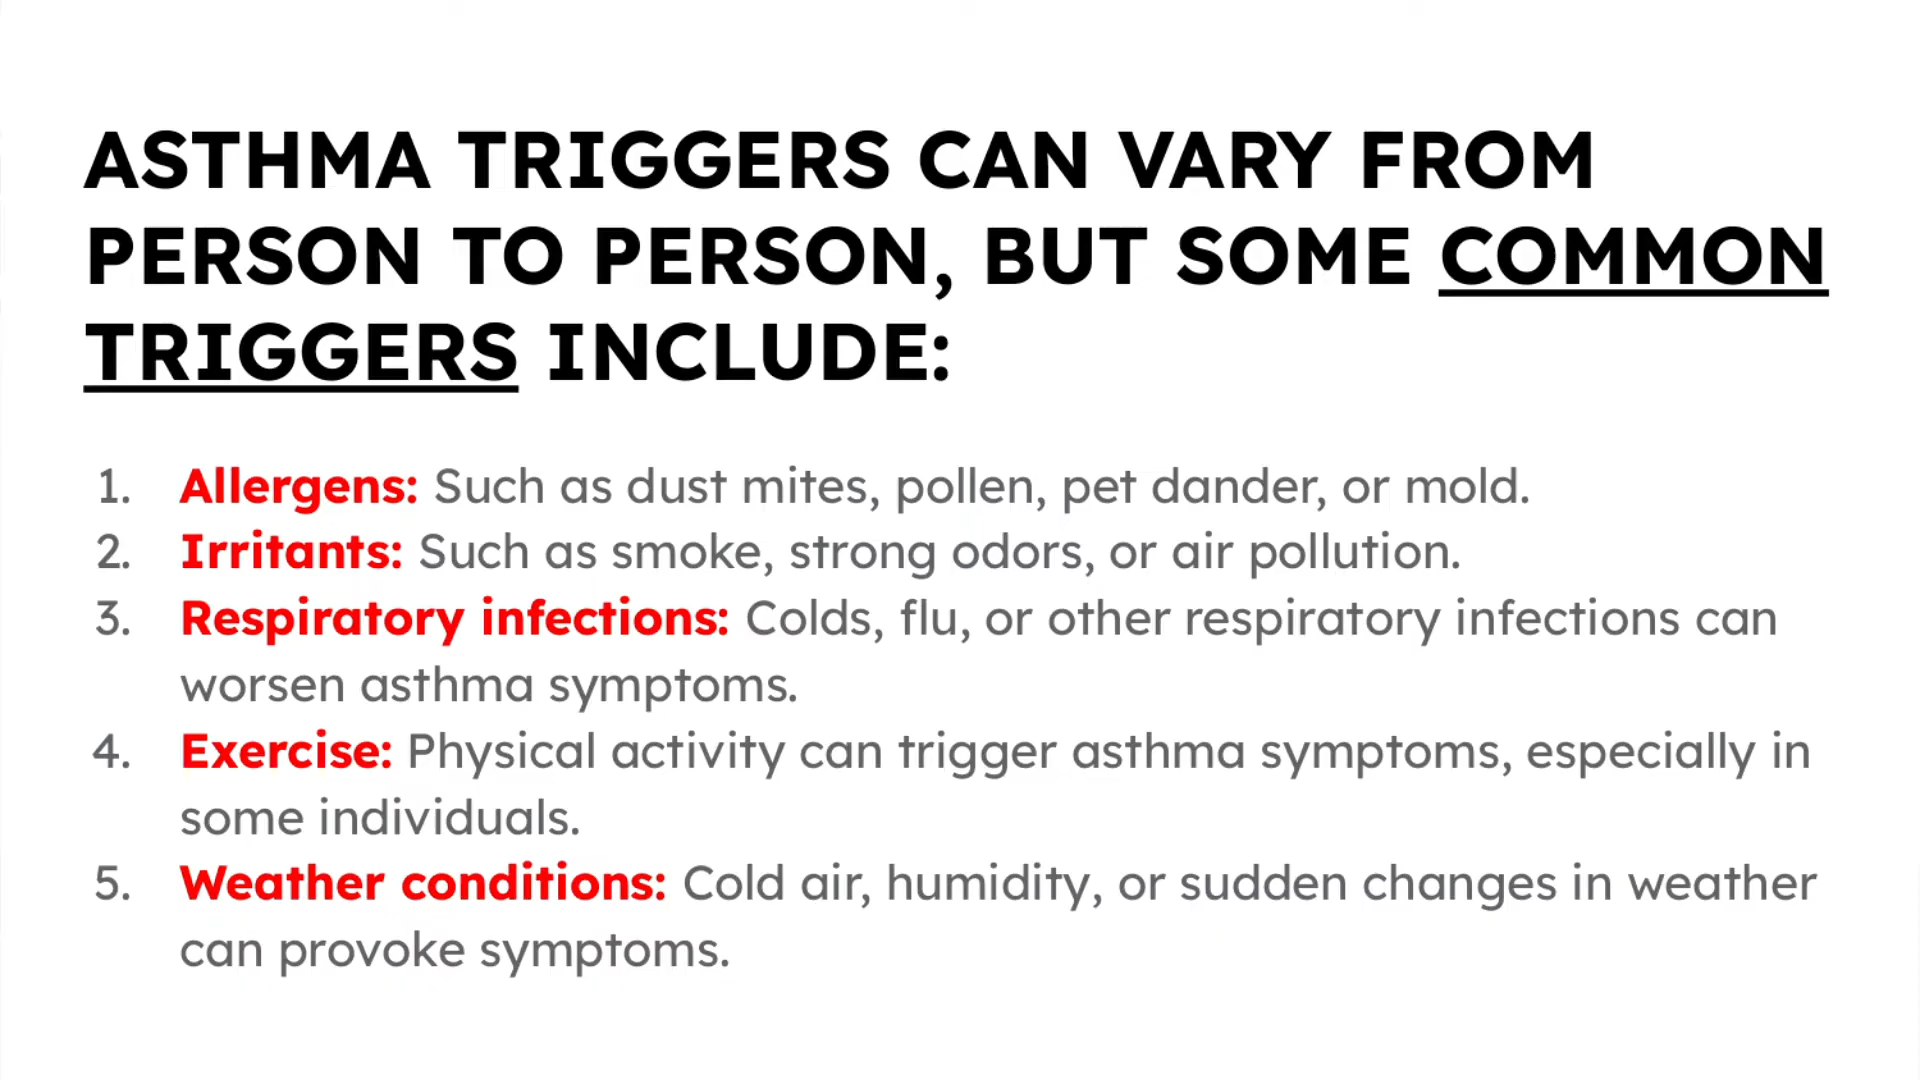 ASTHMA TRIGGERS CAN VARY FROM
PERSON TO PERSON, BUT SOME COMMON
TRIGGERS INCLUDE:
1. Allergens: Such as dust mites, pollen, pet dander, or mold.
2. Irritants: Such as smoke, strong odors, or air pollution.
3. Respiratory infections: Colds, flu, or other respiratory infections can
worsen asthma symptoms.
4. Exercise: Physical activity can trigger asthma symptoms, especially in
some individuals.
5. Weather conditions: Cold air, humidity, or sudden changes in weather
can provoke symptoms.